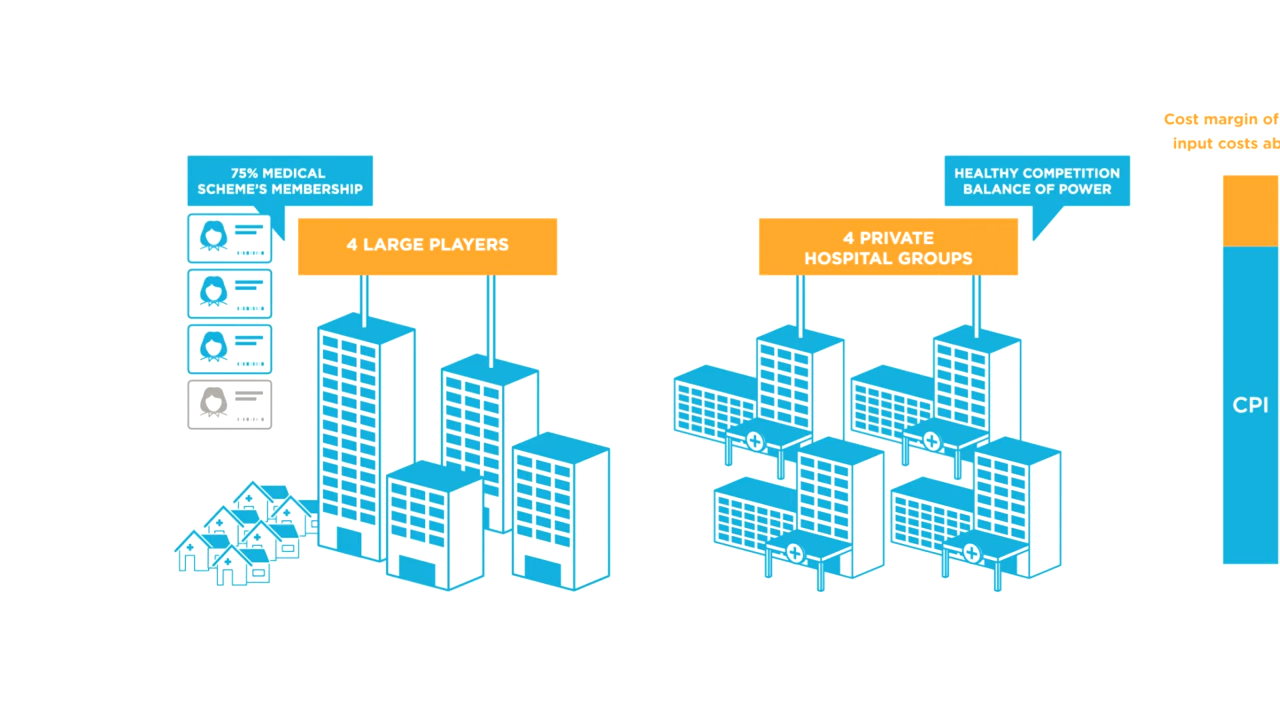 75% MEDICAL
SCHEME'S MEMBERSHIP
4 LARGE PLAYERS
HEALTHY COMPETITION
BALANCE OF POWER
4 PRIVATE
HOSPITAL GROUPS
Cost margin of
input costs ab
CPI